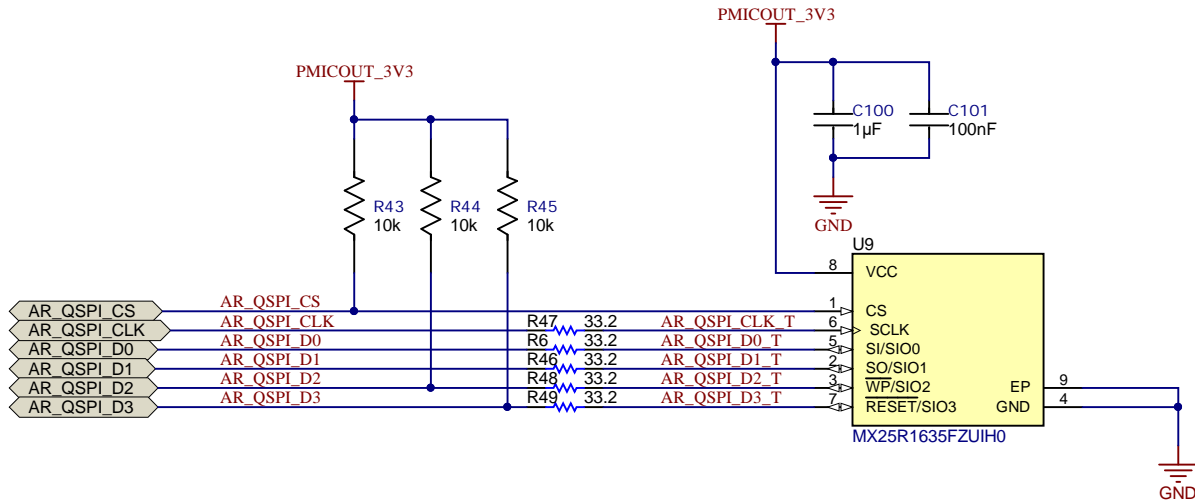 PMICOUT_3V3
PMICOUT_3V3
C100
1µF
C101
100nF
GND
R43
10k
R44
10k
R45
10k
U9
8 VCC
AR_QSPI_CS AR_QSPI_CS 1 CS
AR_QSPI_CLK AR_QSPI_CLK R47 33.2 AR_QSPI_CLK_T 6 SCLK
AR_QSPI_D0 AR_QSPI_D0 R6 33.2 AR_QSPI_D0_T 5 SI/SIO0
AR_QSPI_D1 AR_QSPI_D1 R46 33.2 AR_QSPI_D1_T 2 SO/SIO1
AR_QSPI_D2 AR_QSPI_D2 R48 33.2 AR_QSPI_D2_T 3 WP/SIO2 EP 9
AR_QSPI_D3 AR_QSPI_D3 R49 33.2 AR_QSPI_D3_T 7 RESET/SIO3 GND 4
MX25R1635FZUIH0
GND